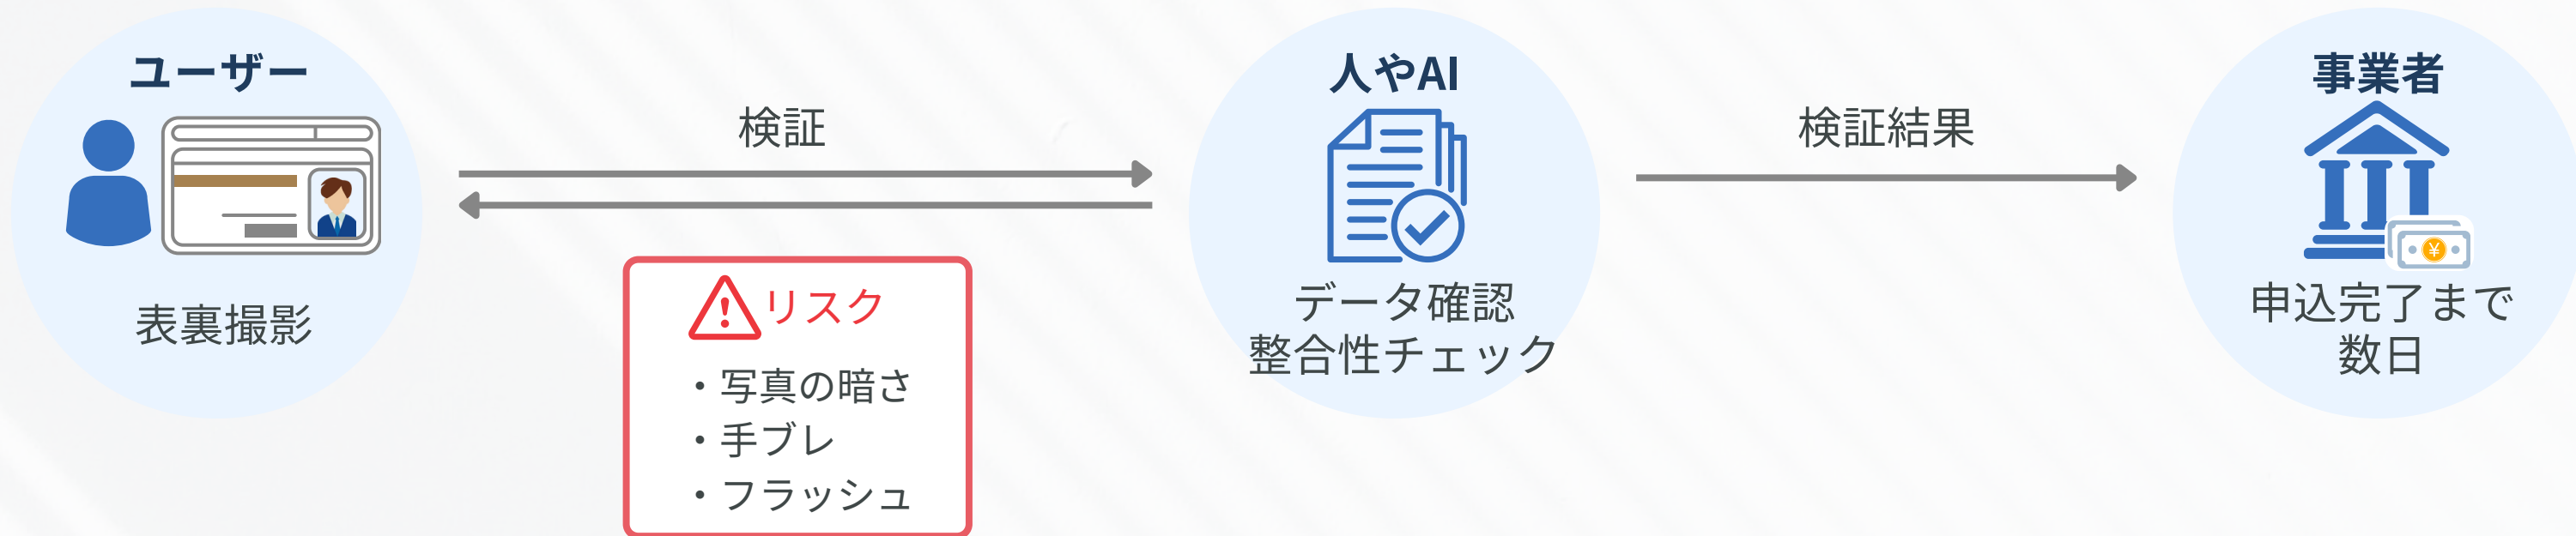 ユーザー
表裏撮影
検証
リスク
・写真の暗さ
・手ブレ
・フラッシュ
人やAI
データ確認
整合性チェック
検証結果
事業者
¥
申込完了まで
数日